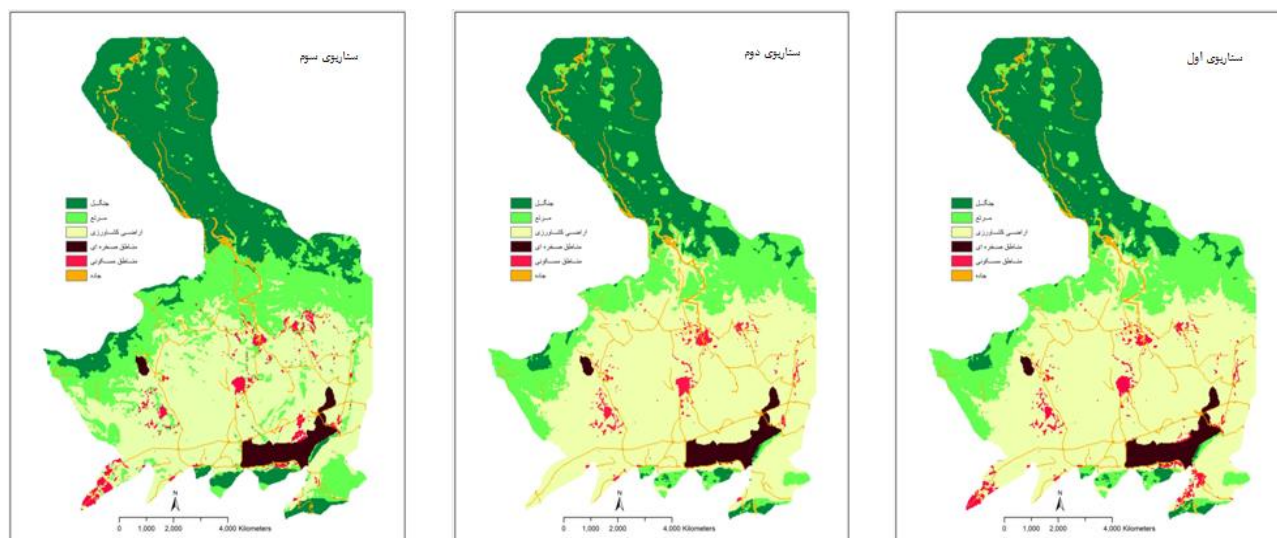 سناریوی اول
جنگل
مرتع
اراضی کشاورزی
مناطق صخره ای
مناطق مسکونی
جاده
N
0 1,000 2,000 4,000 Kilometers
سناریوی دوم
جنگل
مرتع
اراضی کشاورزی
مناطق صخره ای
مناطق مسکونی
جاده
N
0 1,000 2,000 4,000 Kilometers
سناریوی سوم
جنگل
مرتع
اراضی کشاورزی
مناطق صخره ای
مناطق مسکونی
جاده
N
0 1,000 2,000 4,000 Kilometers